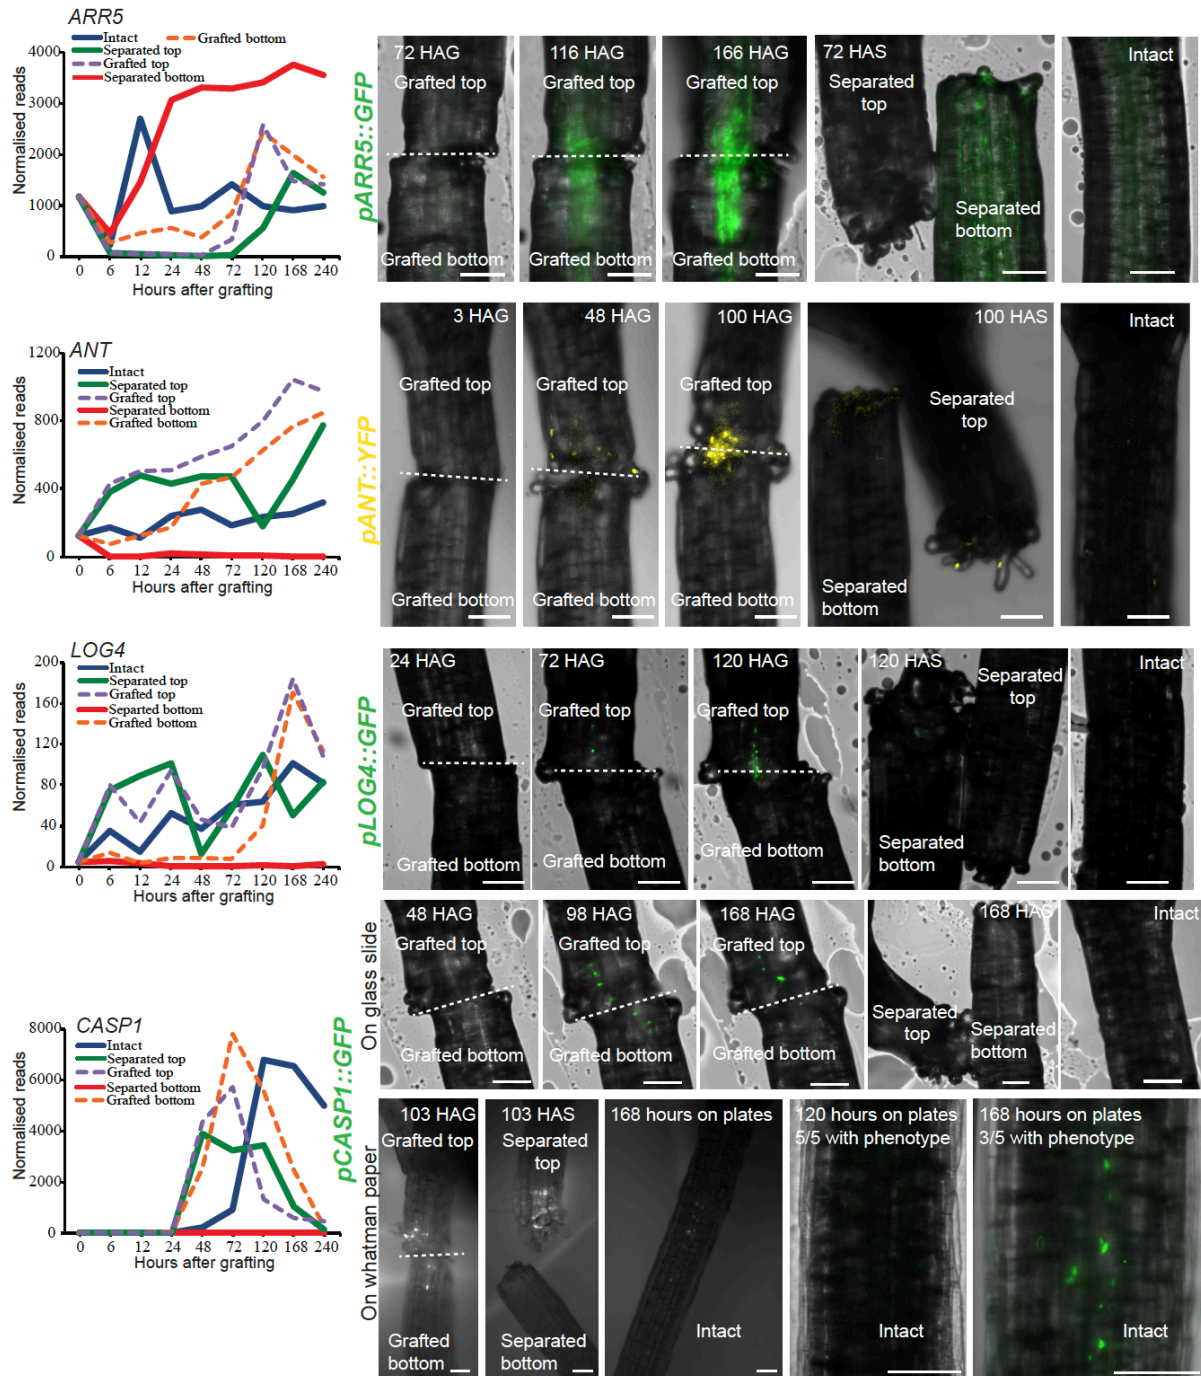 ARR5
Intact
Separated top
Grafted top
Separated bottom
Grafted bottom
Normalised reads
4000
3000
2000
1000
0
0 6 12 24 48 72 120 168 240
Hours after grafting
pARR5::GFP
72 HAG
Grafted top
Grafted bottom
116 HAG
Grafted top
Grafted bottom
166 HAG
Grafted top
Grafted bottom
72 HAS
Separated
top
Separated
bottom
Intact
ANT
Intact
Separated top
Grafted top
Separated bottom
Grafted bottom
Normalised reads
1200
800
400
0
0 6 12 24 48 72 120 168 240
Hours after grafting
pANT::YFP
3 HAG
Grafted top
Grafted bottom
48 HAG
Grafted top
Grafted bottom
100 HAG
Grafted top
Grafted bottom
100 HAS
Separated
top
Separated
bottom
Intact
LOG4
Intact
Separated top
Grafted top
Separted bottom
Grafted bottom
Normalised reads
200
160
120
80
40
0
0 6 12 24 48 72 120 168 240
Hours after grafting
pLOG4::GFP
24 HAG
Grafted top
Grafted bottom
72 HAG
Grafted top
Grafted bottom
120 HAG
Grafted top
Grafted bottom
120 HAS
Separated
top
Separated
bottom
Intact
CASP1
Intact
Separated top
Grafted top
Separted bottom
Grafted bottom
Normalised reads
8000
6000
4000
2000
0
0 6 12 24 48 72 120 168 240
Hours after grafting
pCASP1::GFP
On glass slide
48 HAG
Grafted top
Grafted bottom
98 HAG
Grafted top
Grafted bottom
168 HAG
Grafted top
Grafted bottom
168 HAS
Separated
top
Separated
bottom
Intact
On whatman paper
103 HAG
Grafted top
Grafted
bottom
103 HAS
Separated
top
Separated
bottom
168 hours on plates
Intact
120 hours on plates
5/5 with phenotype
Intact
168 hours on plates
3/5 with phenotype
Intact